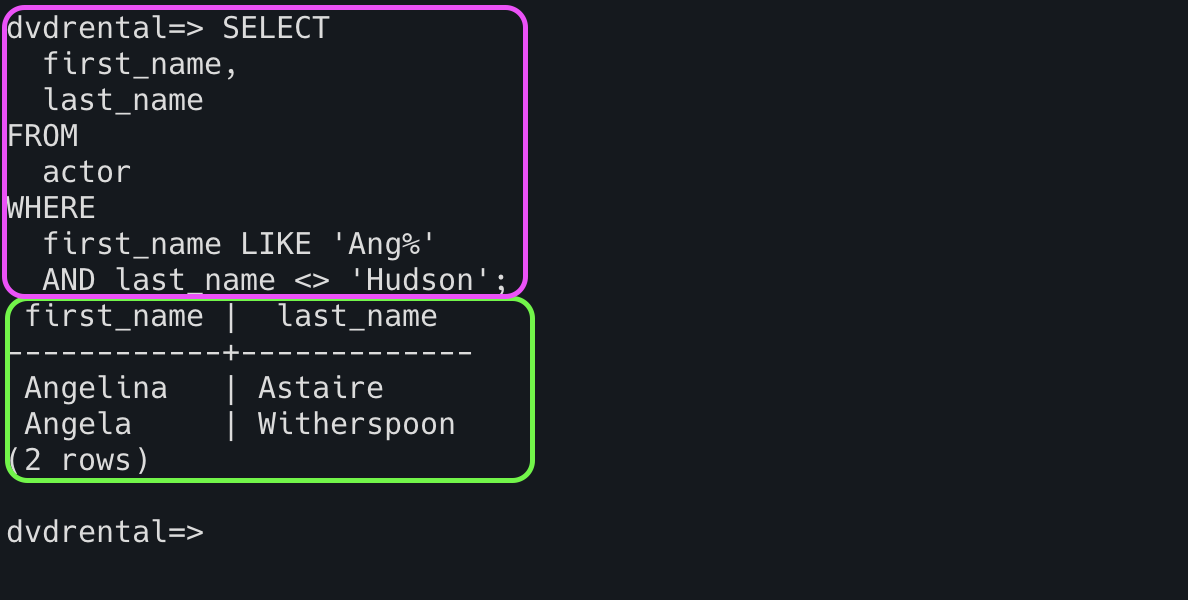 dvdrental=> SELECT
  first_name,
  last_name
FROM
  actor
WHERE
  first_name LIKE 'Ang%'
  AND last_name <> 'Hudson';
 first_name |  last_name
------------+-------------
 Angelina   | Astaire
 Angela     | Witherspoon
(2 rows)
dvdrental=>